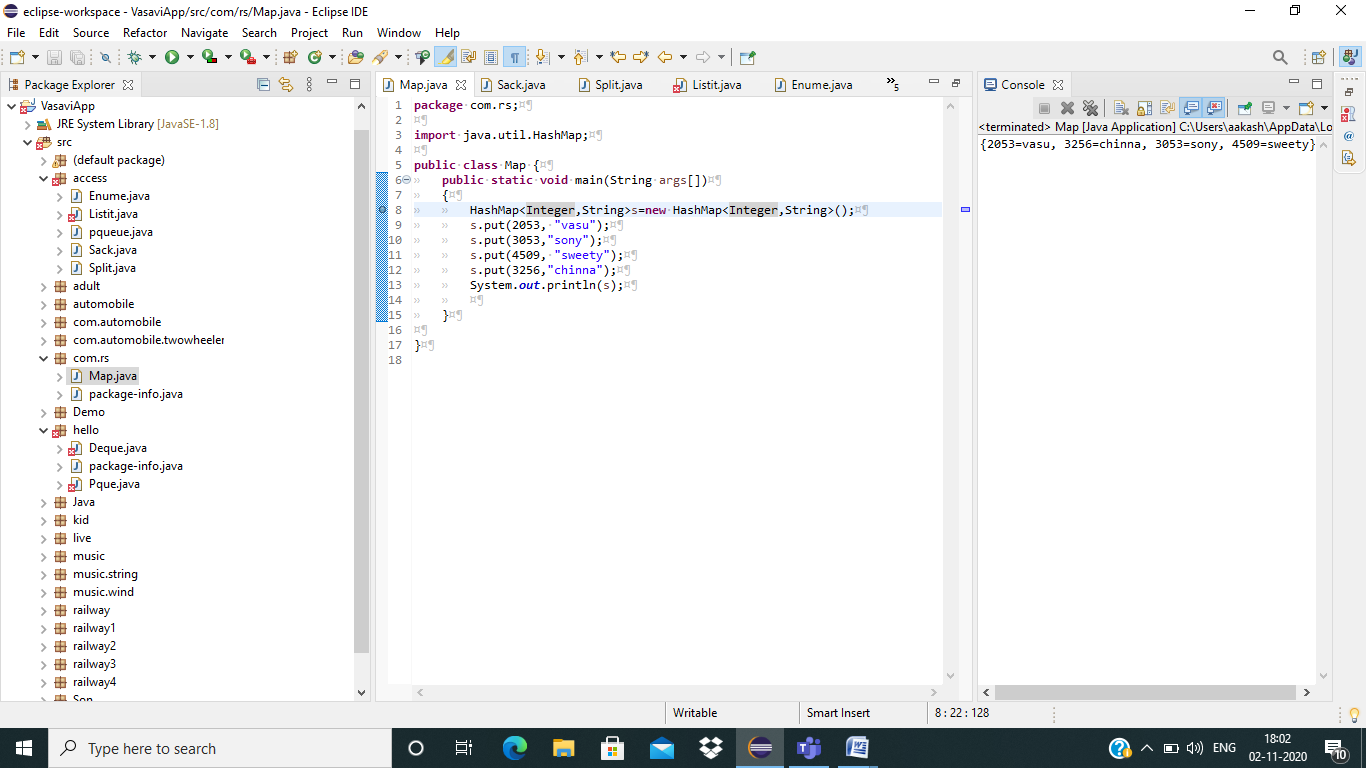 eclipse-workspace - VasaviApp/src/com/rs/Map.java - Eclipse IDE
File Edit Source Refactor Navigate Search Project Run Window Help
Package Explorer
VasaviApp
JRE System Library [JavaSE-1.8]
src
(default package)
access
Enume.java
Listit.java
pqueue.java
Sack.java
Split.java
adult
automobile
com.automobile
com.automobile.twowheeler
com.rs
Map.java
package-info.java
Demo
hello
Deque.java
package-info.java
Pque.java
Java
kid
live
music
music.string
music.wind
railway
railway1
railway2
railway3
railway4
Son
Map.java Sack.java Split.java Listit.java Enume.java »5
1 package·com.rs;¤¶
2 ¤¶
3 import·java.util.HashMap;¤¶
4 ¤¶
5 public·class·Map·{¤¶
6 » public·static·void·main(String·args[])¤¶
7 » {¤¶
8 » » HashMap<Integer,String>s=new·HashMap<Integer,String>();¤¶
9 » » s.put(2053,·"vasu");¤¶
10 » » s.put(3053,"sony");¤¶
11 » » s.put(4509,·"sweety");¤¶
12 » » s.put(3256,"chinna");¤¶
13 » » System.out.println(s);¤¶
14 » » ¤¶
15 » }¤¶
16 ¤¶
17 }¤¶
18
Console
<terminated> Map [Java Application] C:\Users\aakash\AppData\Lo
{2053=vasu, 3256=chinna, 3053=sony, 4509=sweety}
Writable Smart Insert 8 : 22 : 128
Type here to search
ENG
18:02
02-11-2020
10